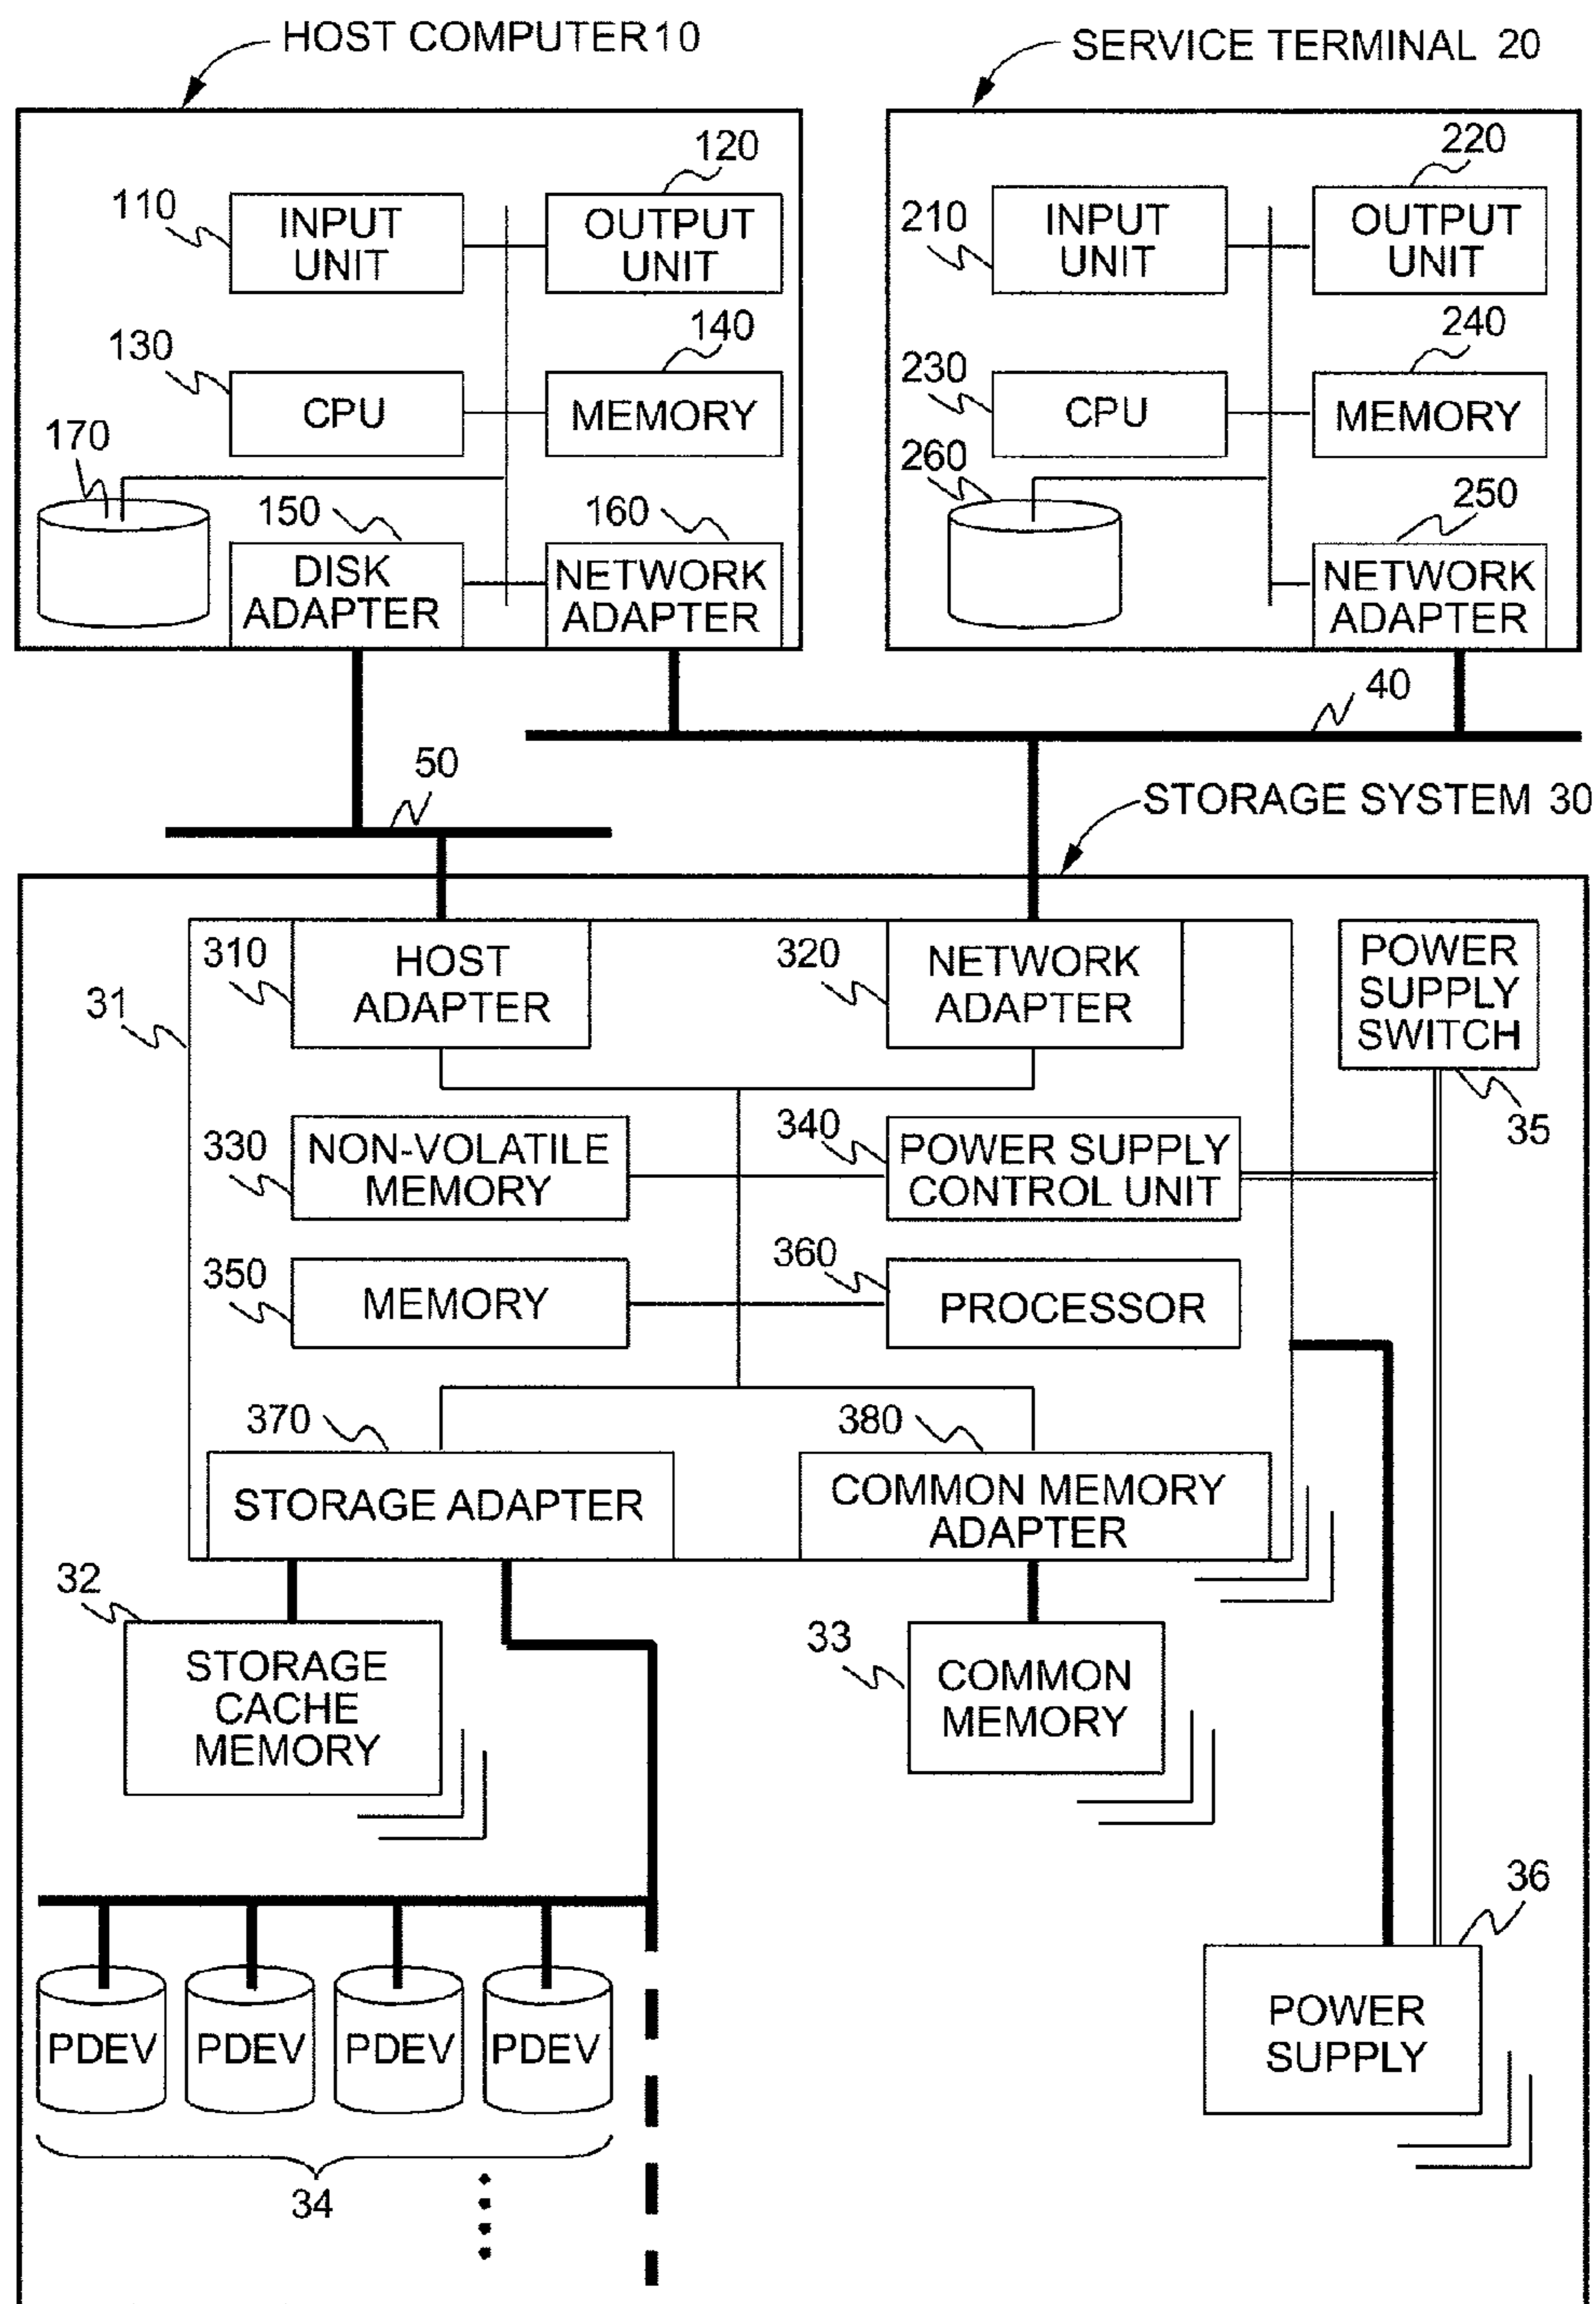 HOST COMPUTER 10
SERVICE TERMINAL 20
120
110
INPUT
UNIT
OUTPUT
UNIT
140
130
CPU
MEMORY
170
150
160
DISK
ADAPTER
NETWORK
ADAPTER
220
210
INPUT
UNIT
OUTPUT
UNIT
240
230
CPU
MEMORY
260
250
NETWORK
ADAPTER
40
50
STORAGE SYSTEM 30
31
310
HOST
ADAPTER
320
NETWORK
ADAPTER
POWER
SUPPLY
SWITCH
35
330
NON-VOLATILE
MEMORY
340
POWER SUPPLY
CONTROL UNIT
350
MEMORY
360
PROCESSOR
370
380
STORAGE ADAPTER
COMMON MEMORY
ADAPTER
32
STORAGE
CACHE
MEMORY
33
COMMON
MEMORY
36
POWER
SUPPLY
PDEV
PDEV
PDEV
PDEV
34